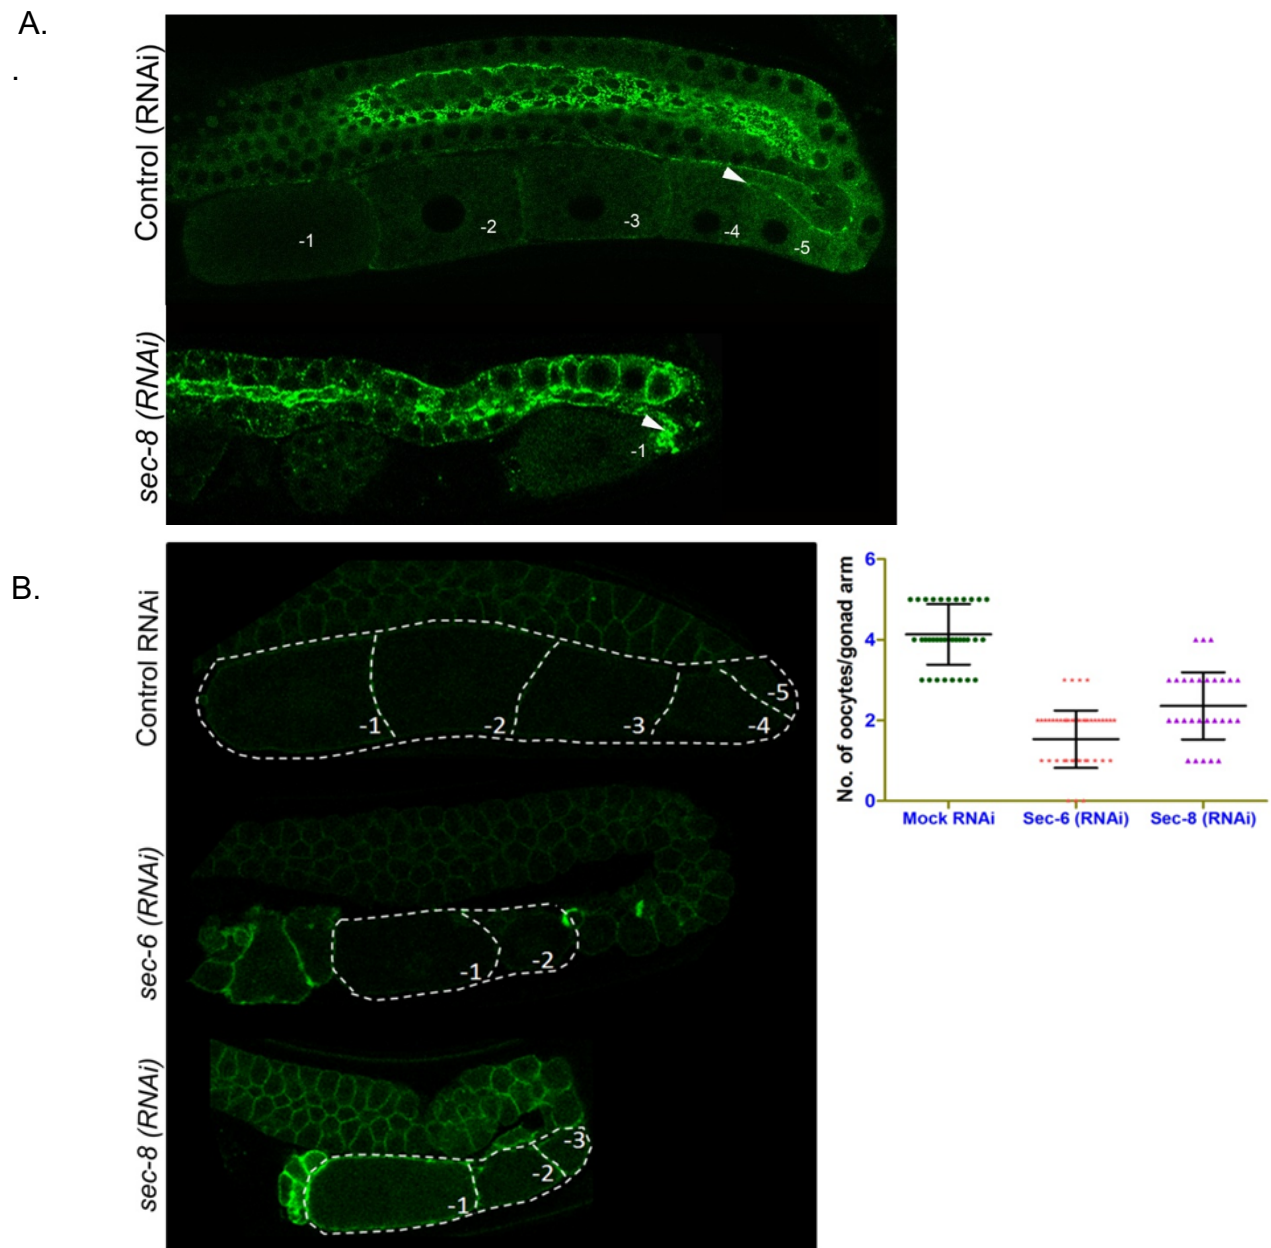 A.
.
Control (RNAi)
-1
-2
-3
-4
-5
sec-8 (RNAi)
-1
B.
Control RNAi
-1
-2
-3
-4
-5
sec-6 (RNAi)
-1
-2
sec-8 (RNAi)
-1
-2
-3
No. of oocytes/gonad arm
6
4
2
0
Mock RNAi
Sec-6 (RNAi)
Sec-8 (RNAi)